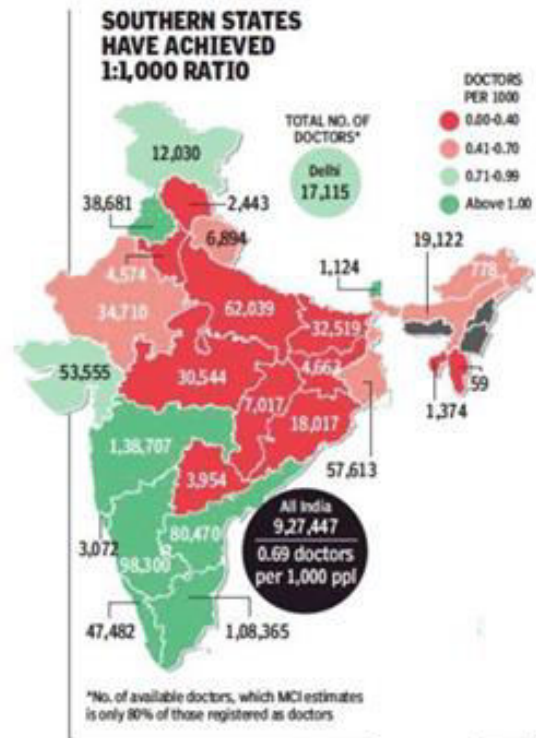 SOUTHERN STATES
HAVE ACHIEVED
1:1,000 RATIO
DOCTORS
PER 1000
0.00-0.40
0.41-0.70
0.71-0.99
Above 1.00
TOTAL NO. OF
DOCTORS*
Delhi
17,115
12,030
38,681
2,443
6,894
4,574
34,710
62,039
1,124
19,122
778
32,519
53,555
30,544
4,662
7,017
18,017
59
1,374
57,613
1,38,707
3,954
All India
9,27,447
0.69 doctors
per 1,000 ppl
3,072
80,470
98,300
47,482
1,08,365
*No. of available doctors, which MCI estimates
is only 80% of those registered as doctors